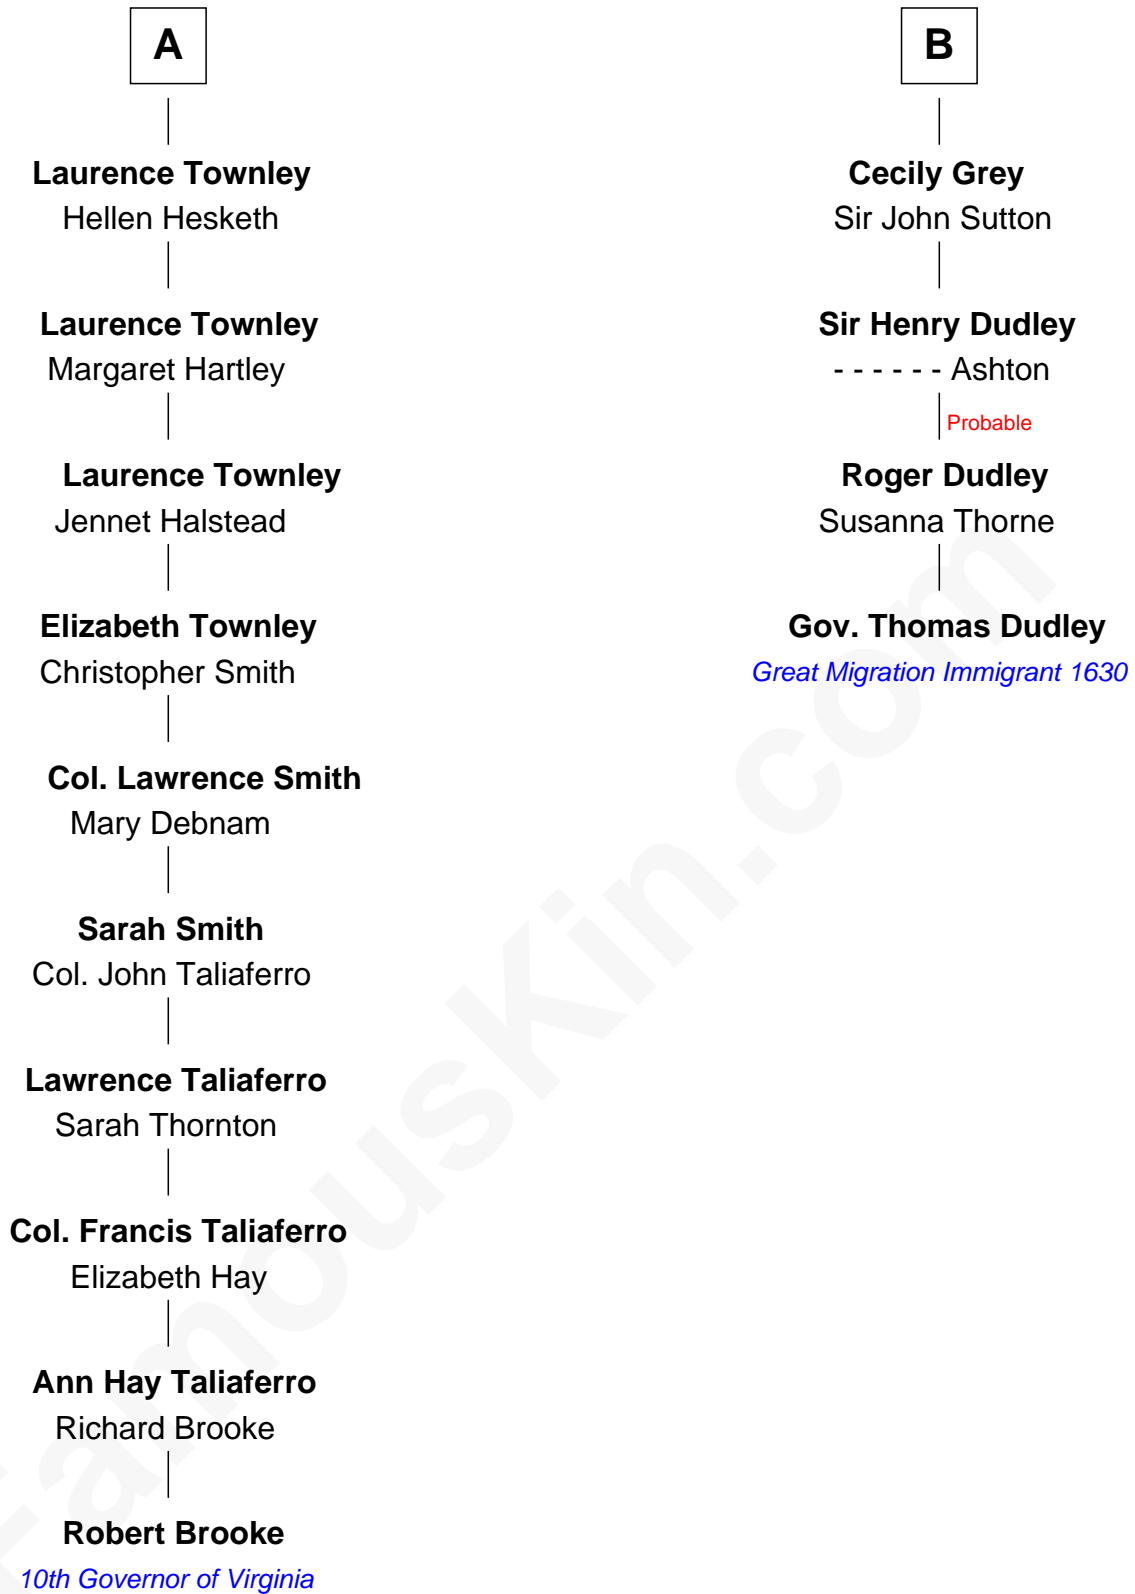 A
Laurence Townley
Hellen Hesketh
Laurence Townley
Margaret Hartley
Laurence Townley
Jennet Halstead
Elizabeth Townley
Christopher Smith
Col. Lawrence Smith
Mary Debnam
Sarah Smith
Col. John Taliaferro
Lawrence Taliaferro
Sarah Thornton
Col. Francis Taliaferro
Elizabeth Hay
Ann Hay Taliaferro
Richard Brooke
Robert Brooke
10th Governor of Virginia
B
Cecily Grey
Sir John Sutton
Sir Henry Dudley
- - - - - - Ashton
Probable
Roger Dudley
Susanna Thorne
Gov. Thomas Dudley
Great Migration Immigrant 1630
FamousKin.com